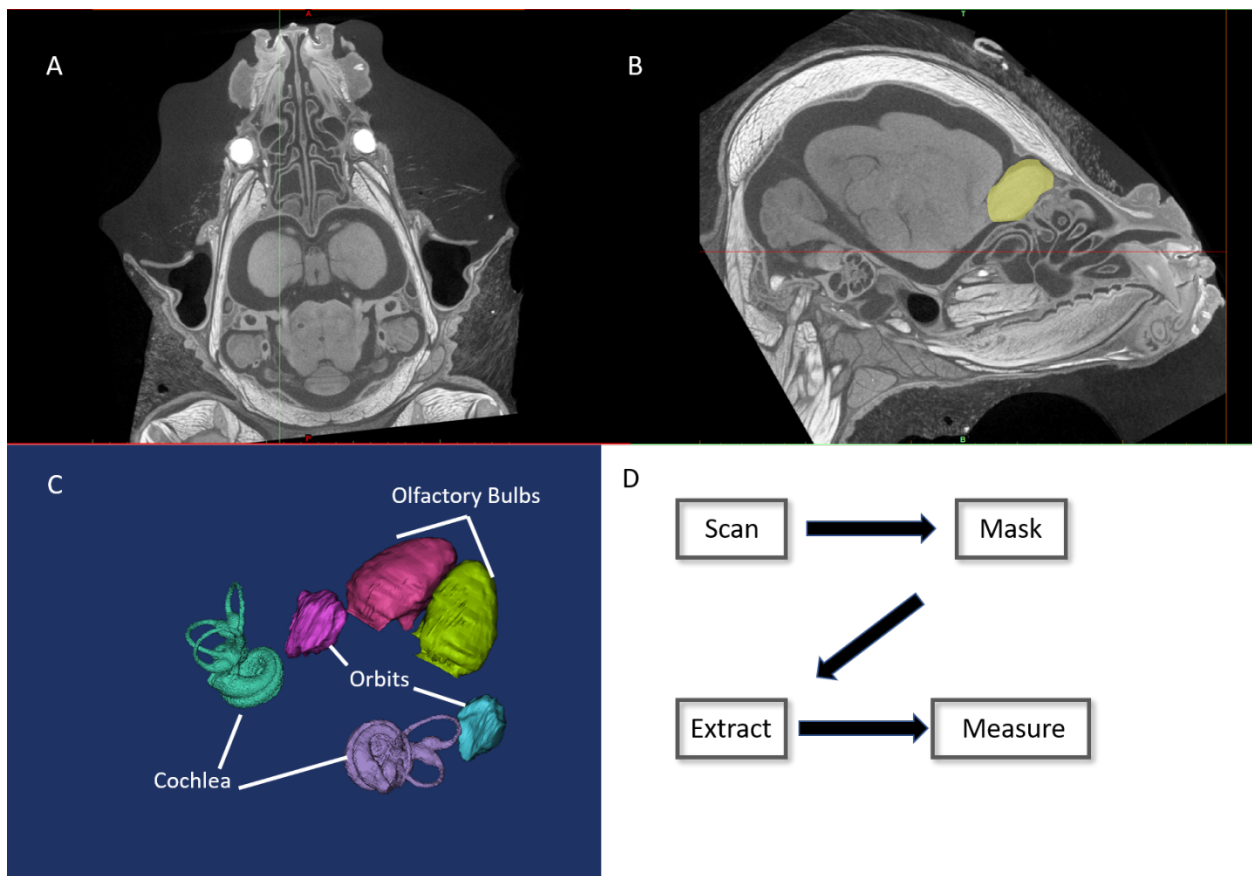 A
A
P
B
T
B
C
Olfactory Bulbs
Orbits
Cochlea
D
Scan
Mask
Extract
Measure